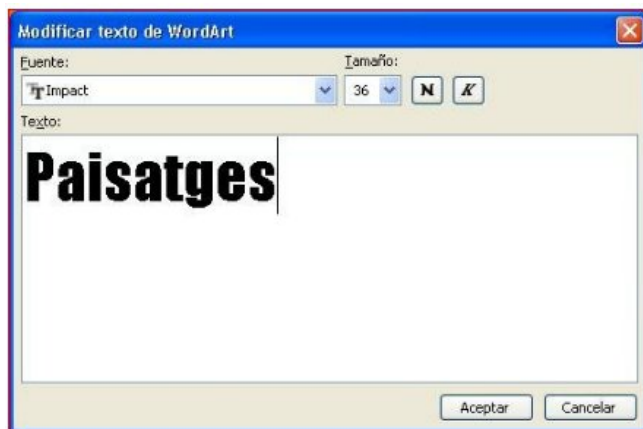 Modificar texto de WordArt
Fuente: Tamaño:
Impact 36 N K
Texto:
Paisatges
Aceptar Cancelar